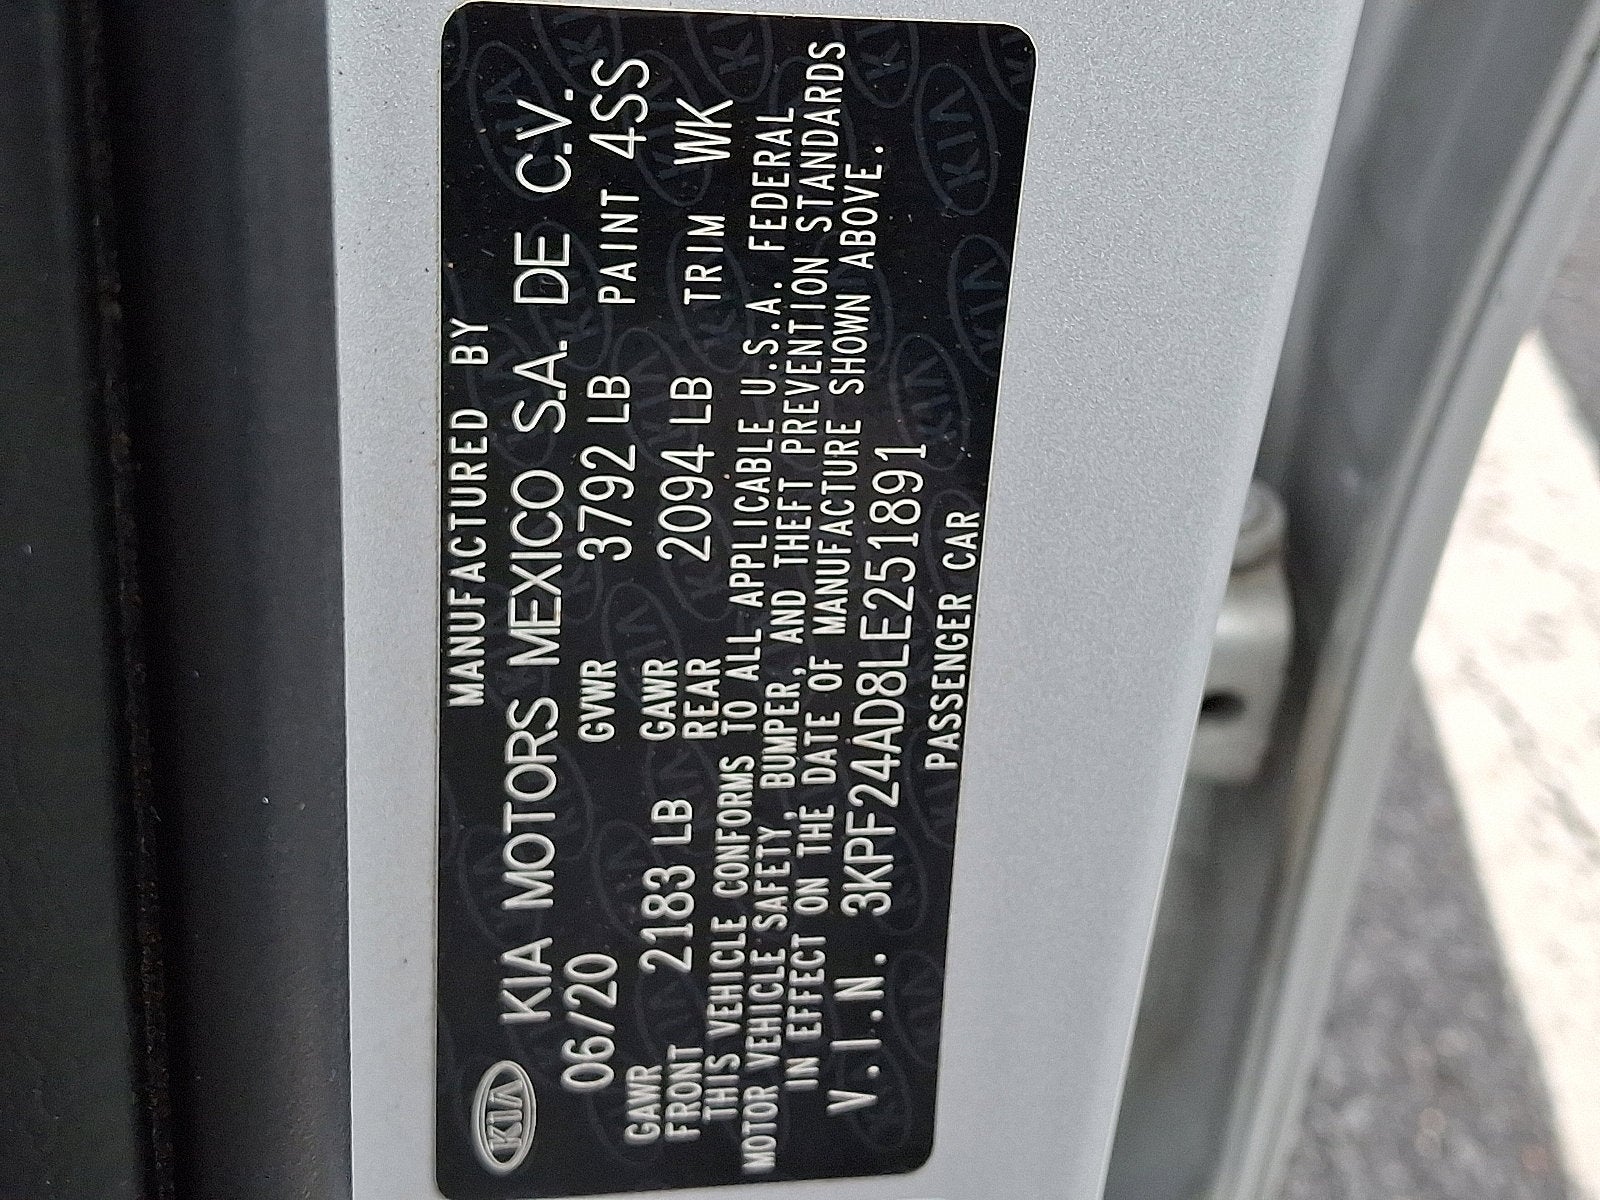 KIA
MANUFACTURED BY
KIA MOTORS MEXICO S.A. DE C.V.
06/20 GVWR 3792 LB PAINT 4SS
GAWR FRONT 2183 LB GAWR REAR 2094 LB TRIM WK
THIS VEHICLE CONFORMS TO ALL APPLICABLE U.S.A. FEDERAL
MOTOR VEHICLE SAFETY, BUMPER, AND THEFT PREVENTION STANDARDS
IN EFFECT ON THE DATE OF MANUFACTURE SHOWN ABOVE.
V.I.N. 3KPF24AD8LE251891
PASSENGER CAR